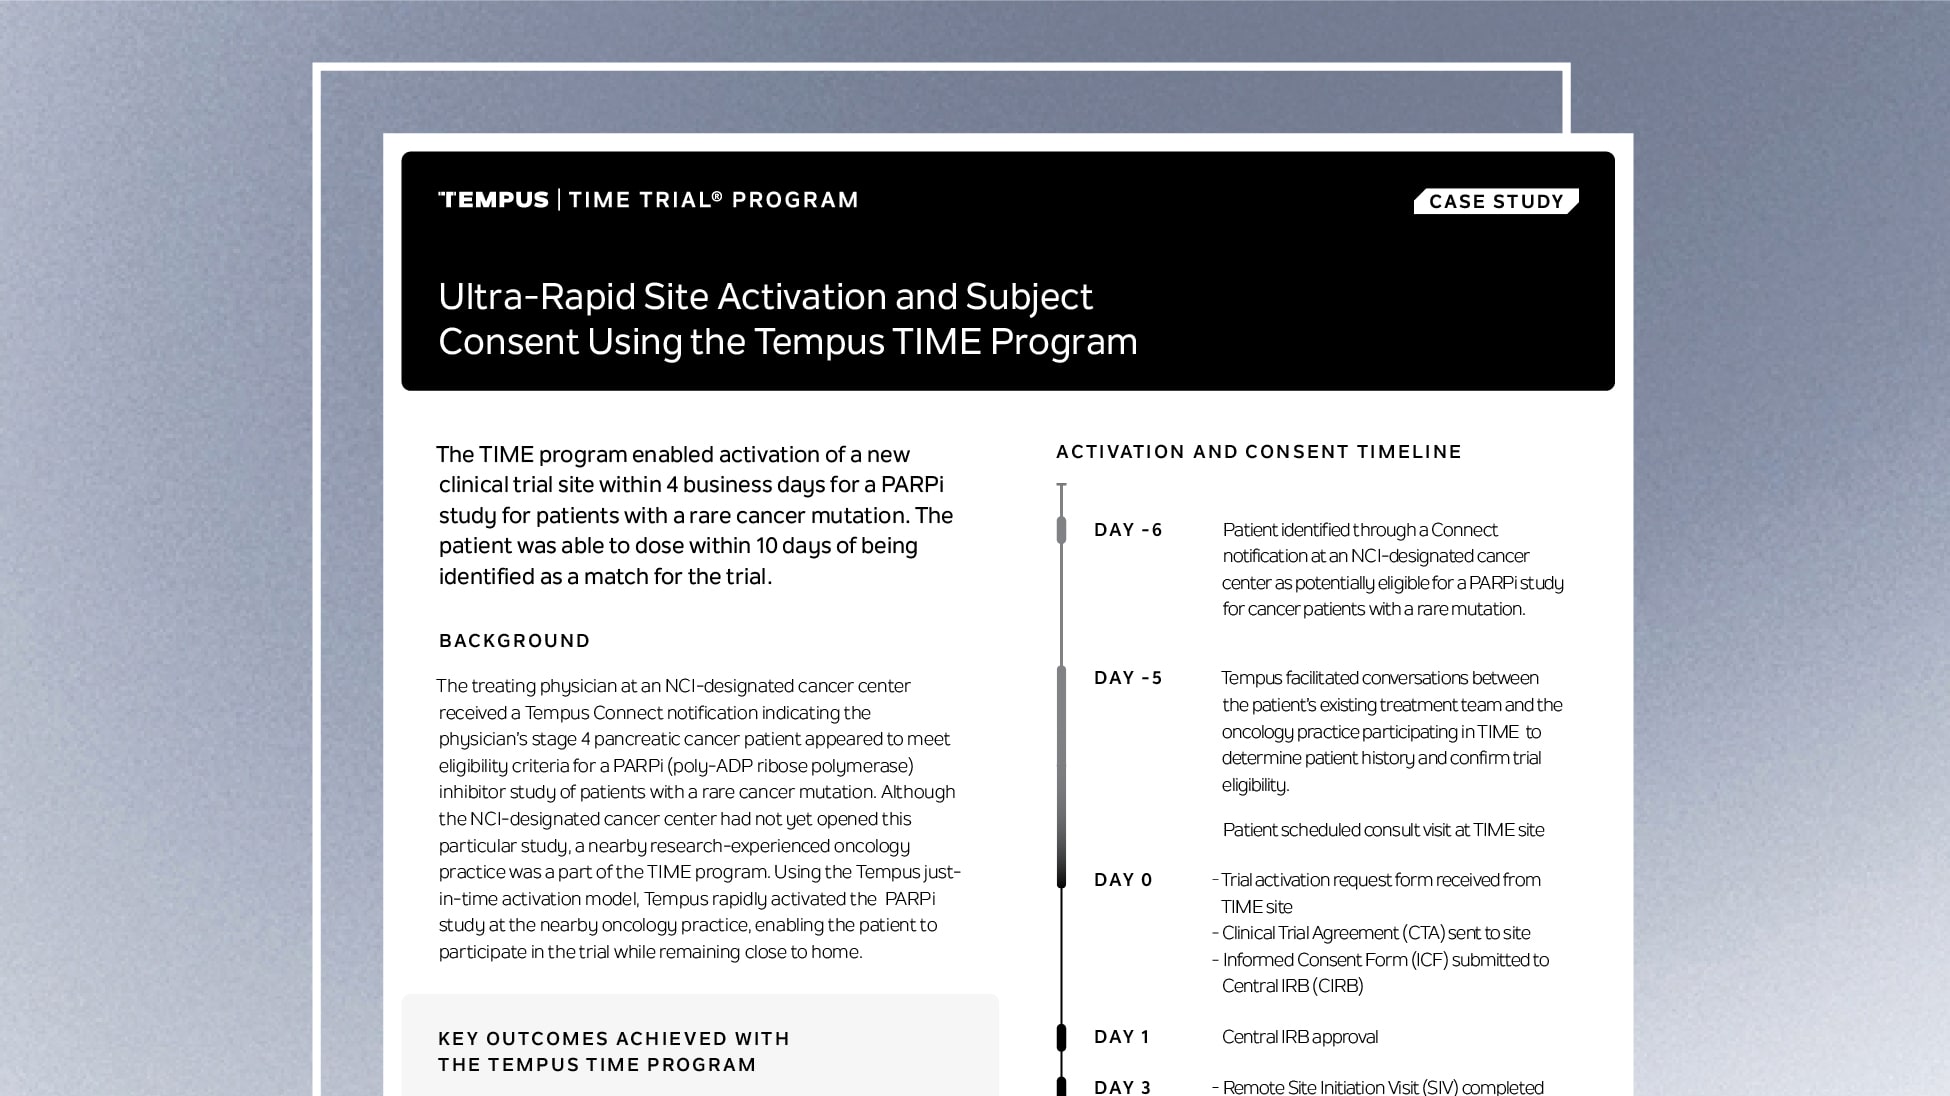 TEMPUS | TIME TRIAL® PROGRAM
CASE STUDY
Ultra-Rapid Site Activation and Subject
Consent Using the Tempus TIME Program
The TIME program enabled activation of a new
clinical trial site within 4 business days for a PARPi
study for patients with a rare cancer mutation. The
patient was able to dose within 10 days of being
identified as a match for the trial.
BACKGROUND
The treating physician at an NCI-designated cancer center
received a Tempus Connect notification indicating the
physician's stage 4 pancreatic cancer patient appeared to meet
eligibility criteria for a PARPi (poly-ADP ribose polymerase)
inhibitor study of patients with a rare cancer mutation. Although
the NCI-designated cancer center had not yet opened this
particular study, a nearby research-experienced oncology
practice was a part of the TIME program. Using the Tempus just-
in-time activation model, Tempus rapidly activated the PARPi
study at the nearby oncology practice, enabling the patient to
participate in the trial while remaining close to home.
KEY OUTCOMES ACHIEVED WITH
THE TEMPUS TIME PROGRAM
ACTIVATION AND CONSENT TIMELINE
DAY -6
Patient identified through a Connect
notification at an NCI-designated cancer
center as potentially eligible for a PARPi study
for cancer patients with a rare mutation.
DAY -5
Tempus facilitated conversations between
the patient's existing treatment team and the
oncology practice participating in TIME to
determine patient history and confirm trial
eligibility.
Patient scheduled consult visit at TIME site
DAY 0
- Trial activation request form received from
TIME site
- Clinical Trial Agreement (CTA) sent to site
- Informed Consent Form (ICF) submitted to
Central IRB (CIRB)
DAY 1
Central IRB approval
DAY 3
- Remote Site Initiation Visit (SIV) completed